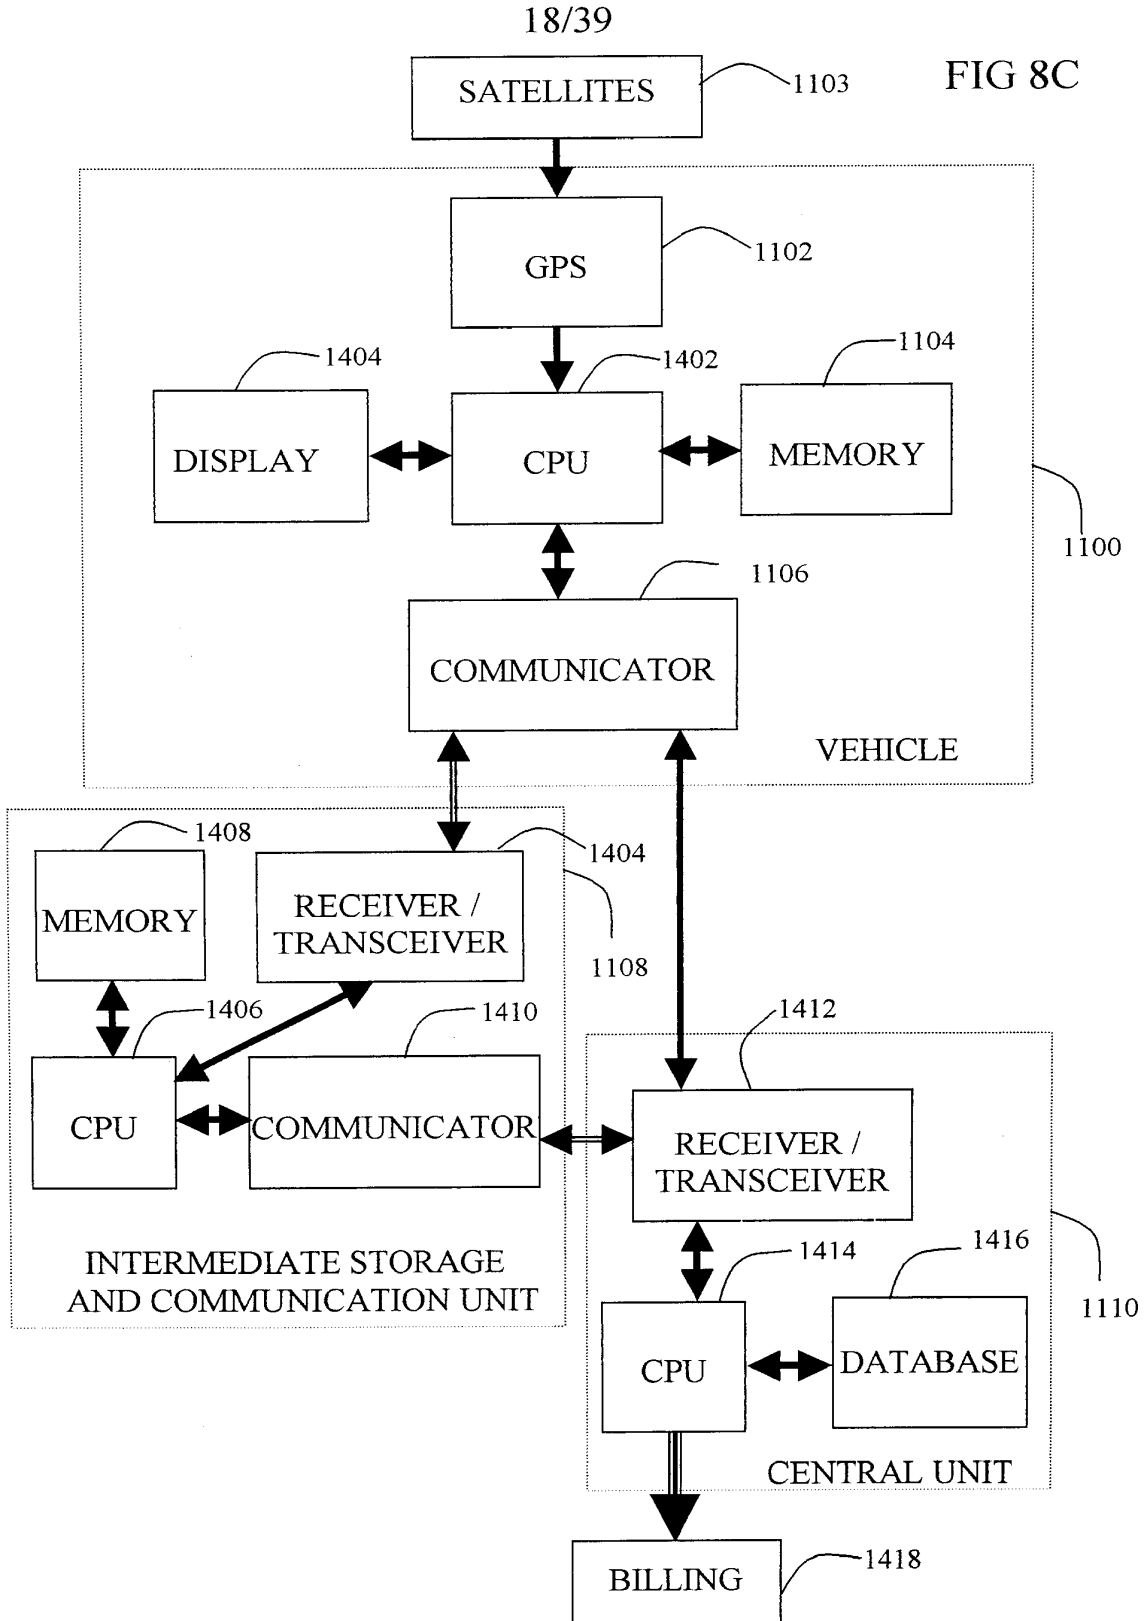 18/39
FIG 8C
SATELLITES
1103
GPS
1102
1404
1402
1104
DISPLAY
CPU
MEMORY
1100
1106
COMMUNICATOR
VEHICLE
1408
1404
MEMORY
RECEIVER /
TRANSCEIVER
1108
1406
1410
1412
CPU
COMMUNICATOR
RECEIVER /
TRANSCEIVER
INTERMEDIATE STORAGE
AND COMMUNICATION UNIT
1414
1416
1110
CPU
DATABASE
CENTRAL UNIT
BILLING
1418